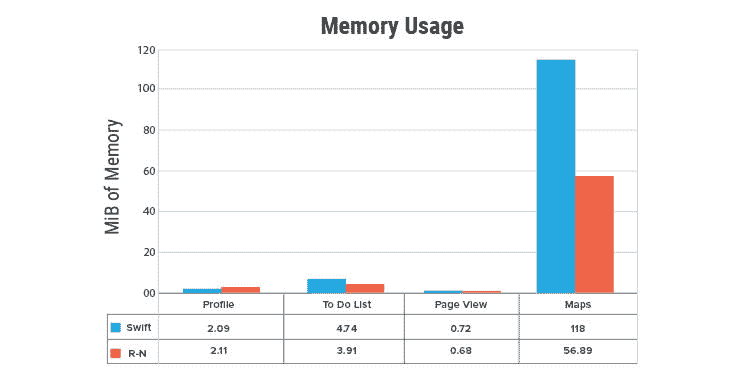 Memory Usage
MiB of Memory
120
100
80
60
40
20
00
Profile To Do List Page View Maps
Swift 2.09 4.74 0.72 118
R-N 2.11 3.91 0.68 56.89